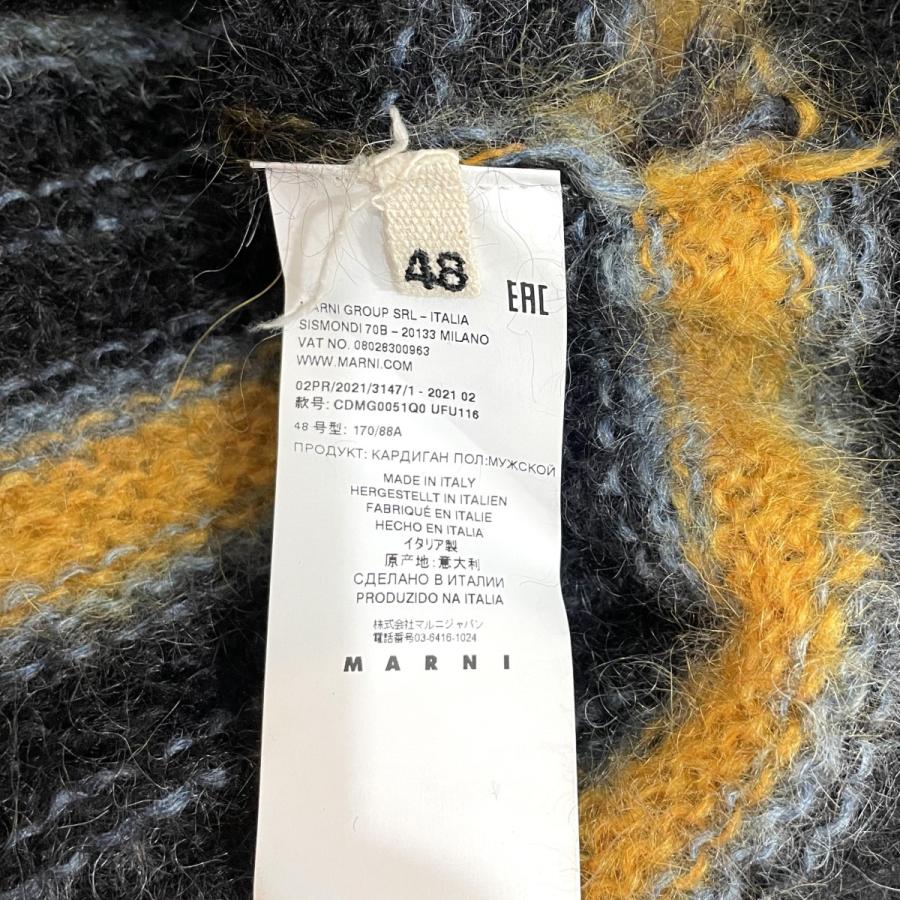 48
EAC
ARNI GROUP SRL – ITALIA
SISMONDI 70B – 20133 MILANO
VAT NO. 08028300963
WWW.MARNI.COM
02PR/2021/3147/1 - 2021 02
款号: CDMG0051Q0 UFU116
48 号型: 170/88A
ПРОДУКТ: КАРДИГАН ПОЛ:МУЖСКОЙ
MADE IN ITALY
HERGESTELLT IN ITALIEN
FABRIQUÉ EN ITALIE
HECHO EN ITALIA
イタリア製
原产地:意大利
СДЕЛАНО В ИТАЛИИ
PRODUZIDO NA ITALIA
株式会社マルニジャパン
電話番号03-6416-1024
MARNI